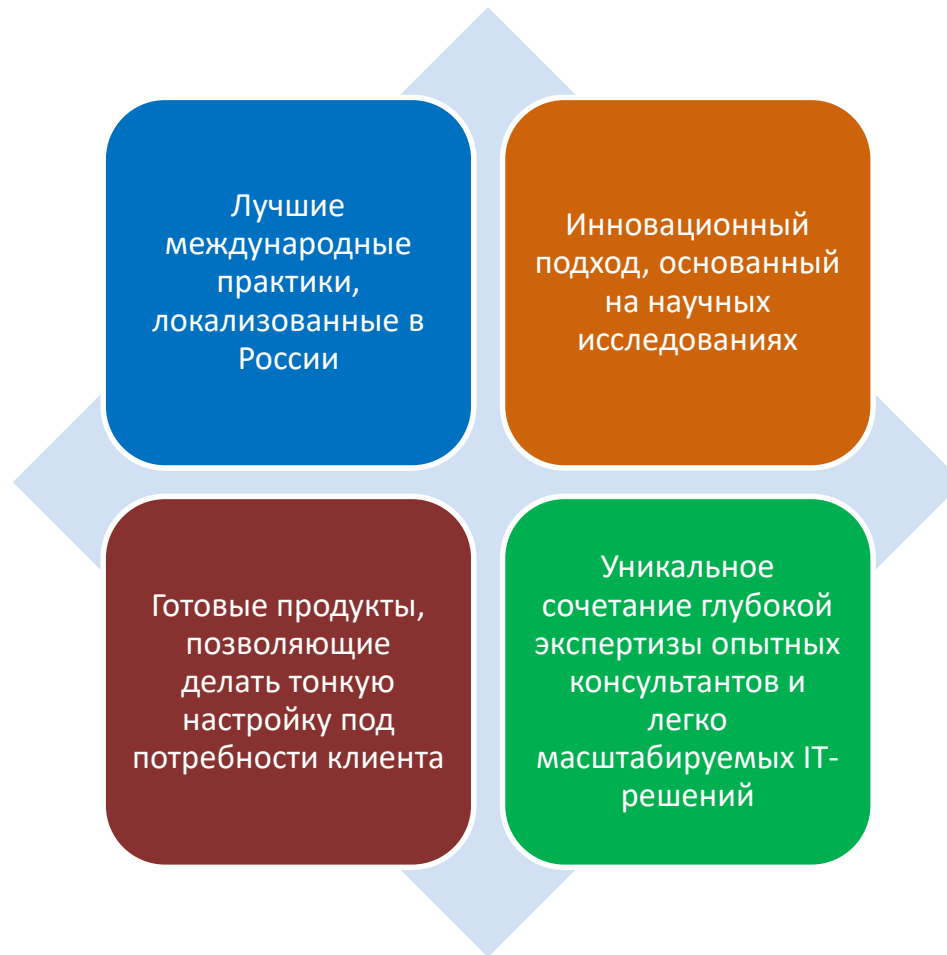 Лучшие
международные
практики,
локализованные в
России
Инновационный
подход, основанный
на научных
исследованиях
Готовые продукты,
позволяющие
делать тонкую
настройку под
потребности клиента
Уникальное
сочетание глубокой
экспертизы опытных
консультантов и
легко
масштабируемых IT-
решений